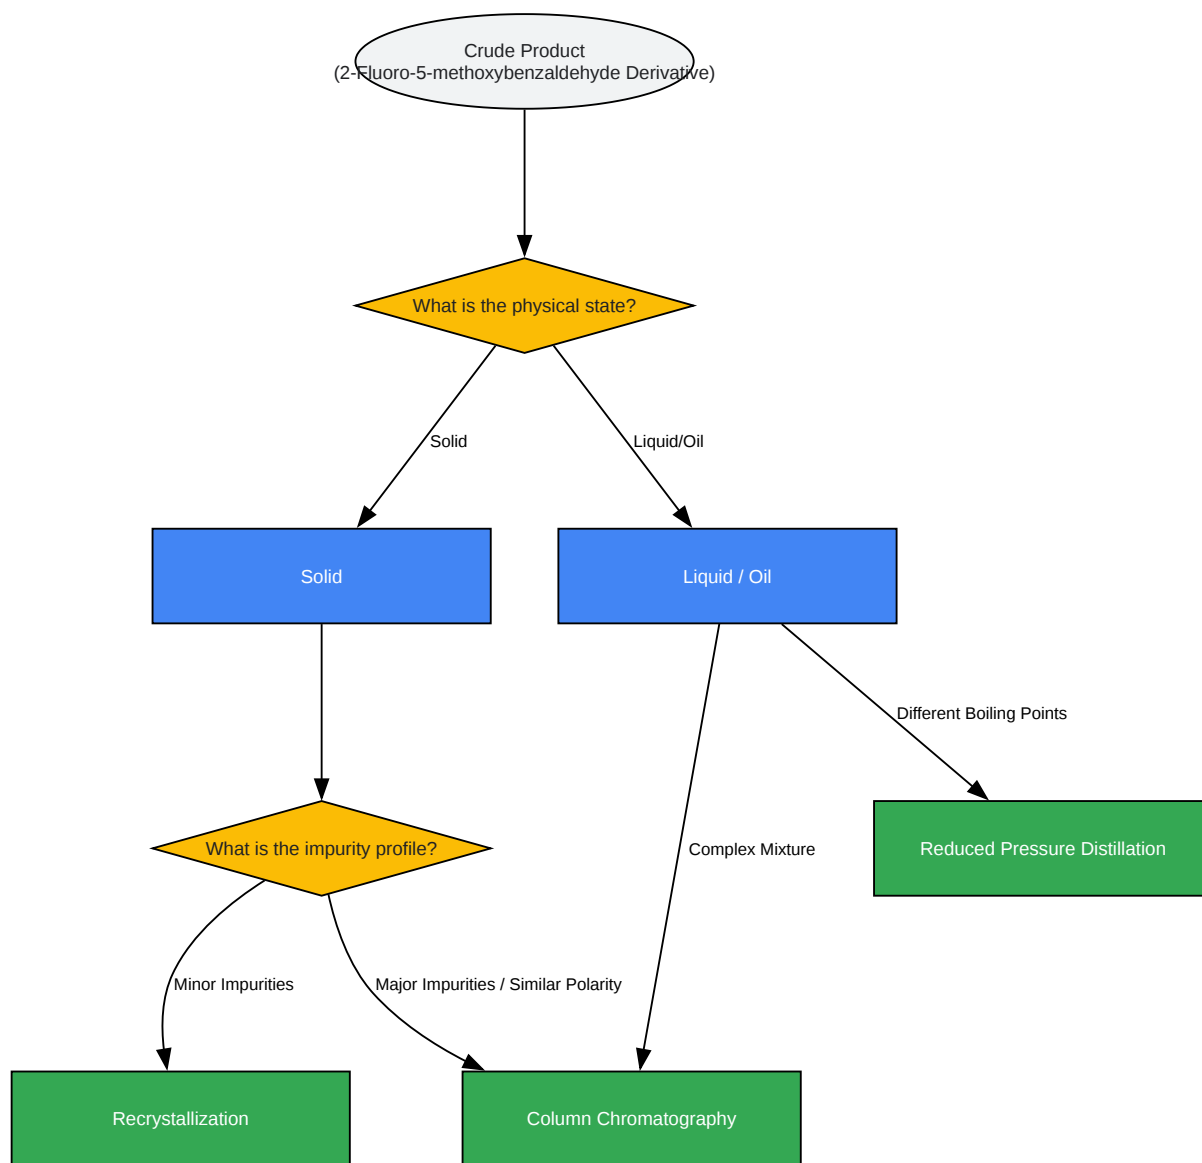 Crude Product
(2-Fluoro-5-methoxybenzaldehyde Derivative)
What is the physical state?
Solid
Liquid/Oil
Solid
Liquid / Oil
Different Boiling Points
What is the impurity profile?
Complex Mixture
Reduced Pressure Distillation
Minor Impurities
Major Impurities / Similar Polarity
Recrystallization
Column Chromatography